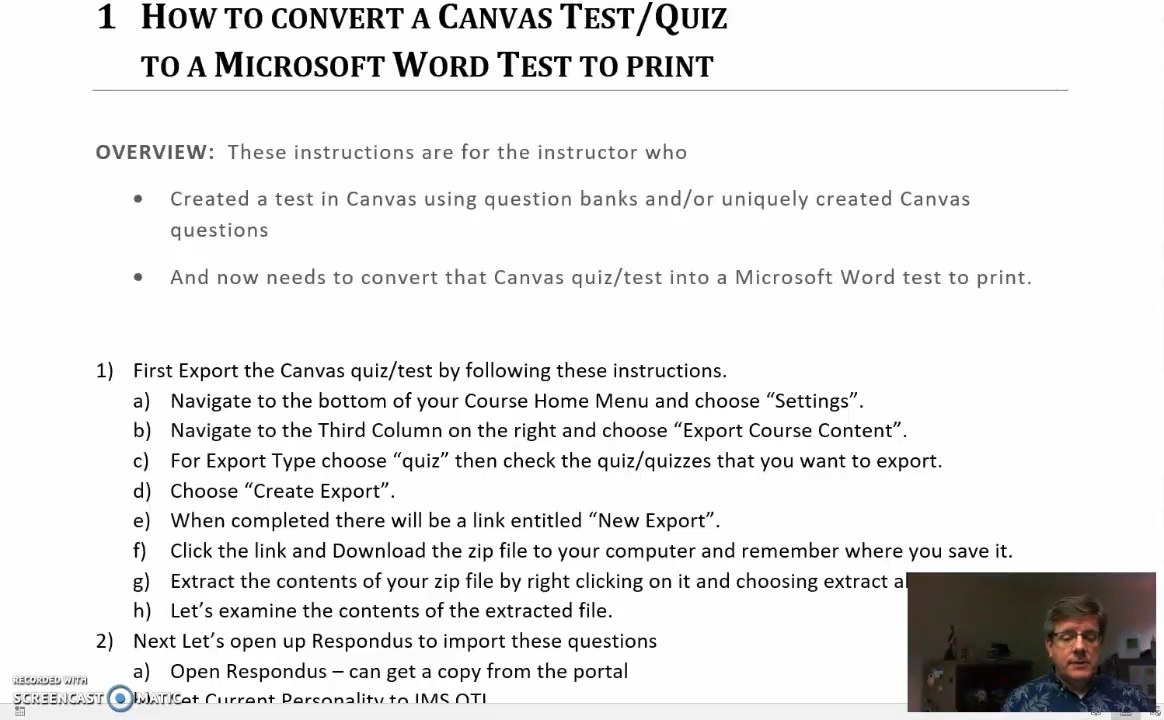 1 HOW TO CONVERT A CANVAS TEST/QUIZ
TO A MICROSOFT WORD TEST TO PRINT
OVERVIEW: These instructions are for the instructor who
• Created a test in Canvas using question banks and/or uniquely created Canvas
questions
• And now needs to convert that Canvas quiz/test into a Microsoft Word test to print.
1) First Export the Canvas quiz/test by following these instructions.
a) Navigate to the bottom of your Course Home Menu and choose “Settings”.
b) Navigate to the Third Column on the right and choose “Export Course Content”.
c) For Export Type choose “quiz” then check the quiz/quizzes that you want to export.
d) Choose “Create Export”.
e) When completed there will be a link entitled “New Export”.
f) Click the link and Download the zip file to your computer and remember where you save it.
g) Extract the contents of your zip file by right clicking on it and choosing extract
h) Let’s examine the contents of the extracted file.
2) Next Let’s open up Respondus to import these questions
a) Open Respondus – can get a copy from the portal
Current Personality to IMS QTI
RECORDED WITH
SCREENCAST MATIC